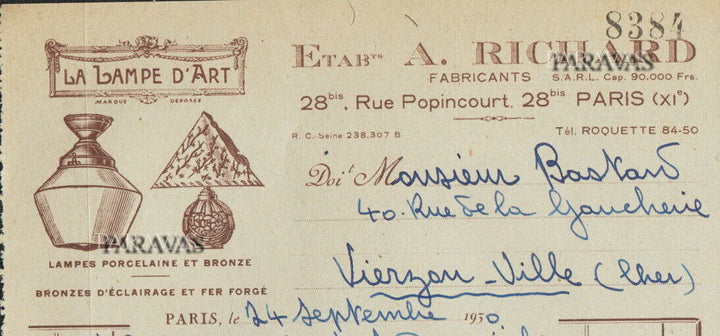 8384
LA LAMPE D'ART
MARQUE DÉPOSÉE
ETABTS A. RICHARD
PARAVAS
FABRICANTS S.A.R.L. Cap. 90.000 Frs.
28bis, Rue Popincourt, 28bis PARIS (XIe)
R. C. Seine 238.307 B
Tél. ROQUETTE 84-50
Doit Monsieur
40. Rue de la Gaucherie
Vierzon-Ville (Cher)
PARAVAS
LAMPES PORCELAINE ET BRONZE
BRONZES D'ÉCLAIRAGE ET FER FORGÉ
PARIS, le 24 Septembre 1930